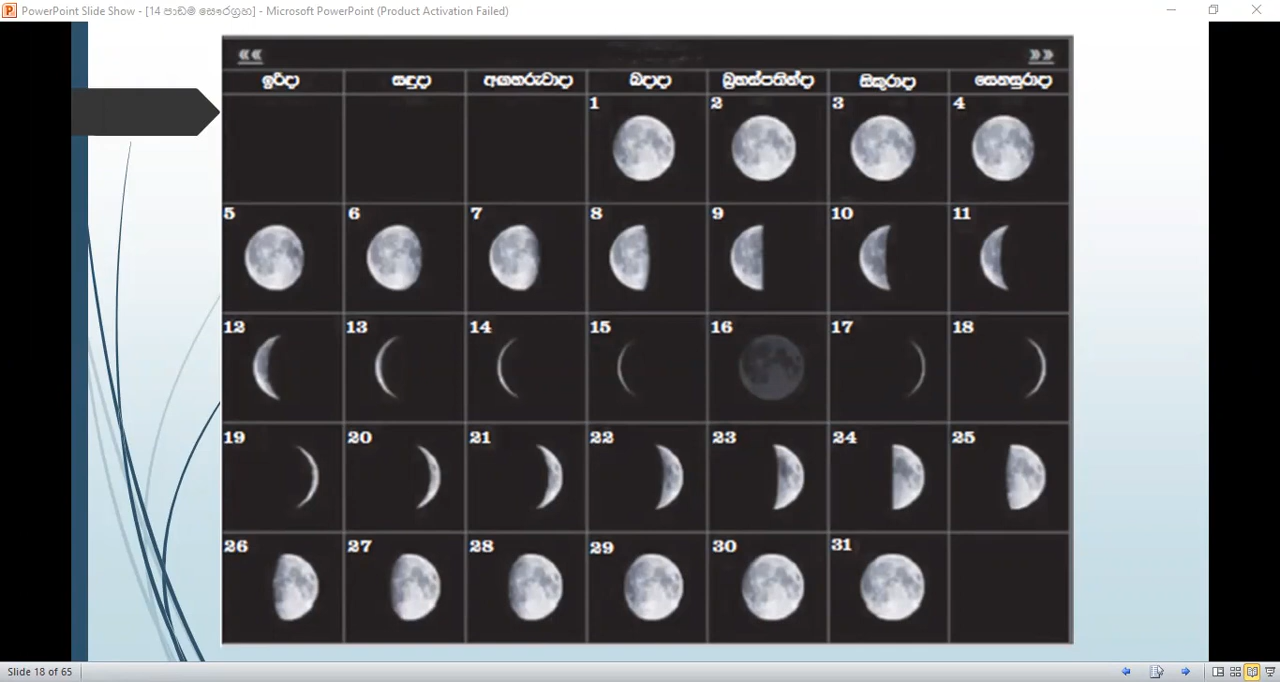 PowerPoint Slide Show - [14 පාඩම සෞරග්‍රහ] - Microsoft PowerPoint (Product Activation Failed)
«« »»
ඉරිදා සඳුදා අඟහරුවාදා බදාදා බ්‍රහස්පතින්දා සිකුරාදා සෙනසුරාදා
1 2 3 4
5 6 7 8 9 10 11
12 13 14 15 16 17 18
19 20 21 22 23 24 25
26 27 28 29 30 31
Slide 18 of 65